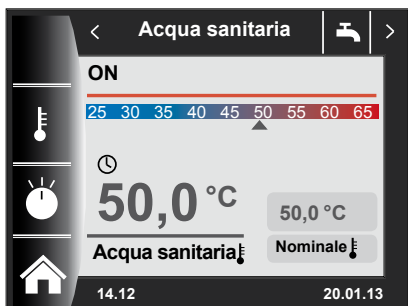 < Acqua sanitaria >
ON
25 30 35 40 45 50 55 60 65
50,0 °C
50,0 °C
Acqua sanitaria
Nominale
14.12 20.01.13